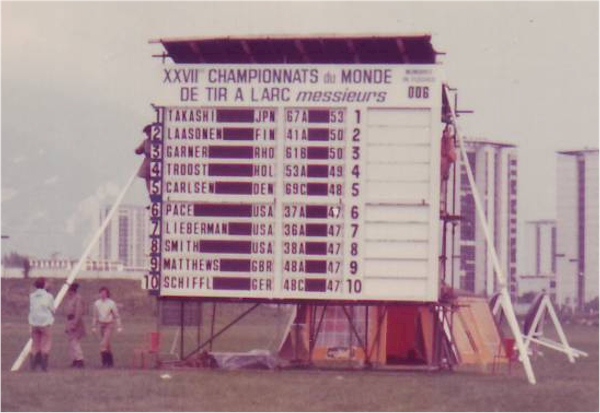 XXVIIes CHAMPIONNATS du MONDE
DE TIR A L'ARC messieurs
006
1 TAKASHI JPN 67A 53 1
2 LAASONEN FIN 41A 50 2
3 GARNER RHO 61B 50 3
4 TROOST HOL 53A 49 4
5 CARLSEN DEN 69C 48 5
6 PACE USA 37A 47 6
7 LIEBERMAN USA 36A 47 7
8 SMITH USA 38A 47 8
9 MATTHEWS GBR 48A 47 9
10 SCHIFFL GER 48C 47 10